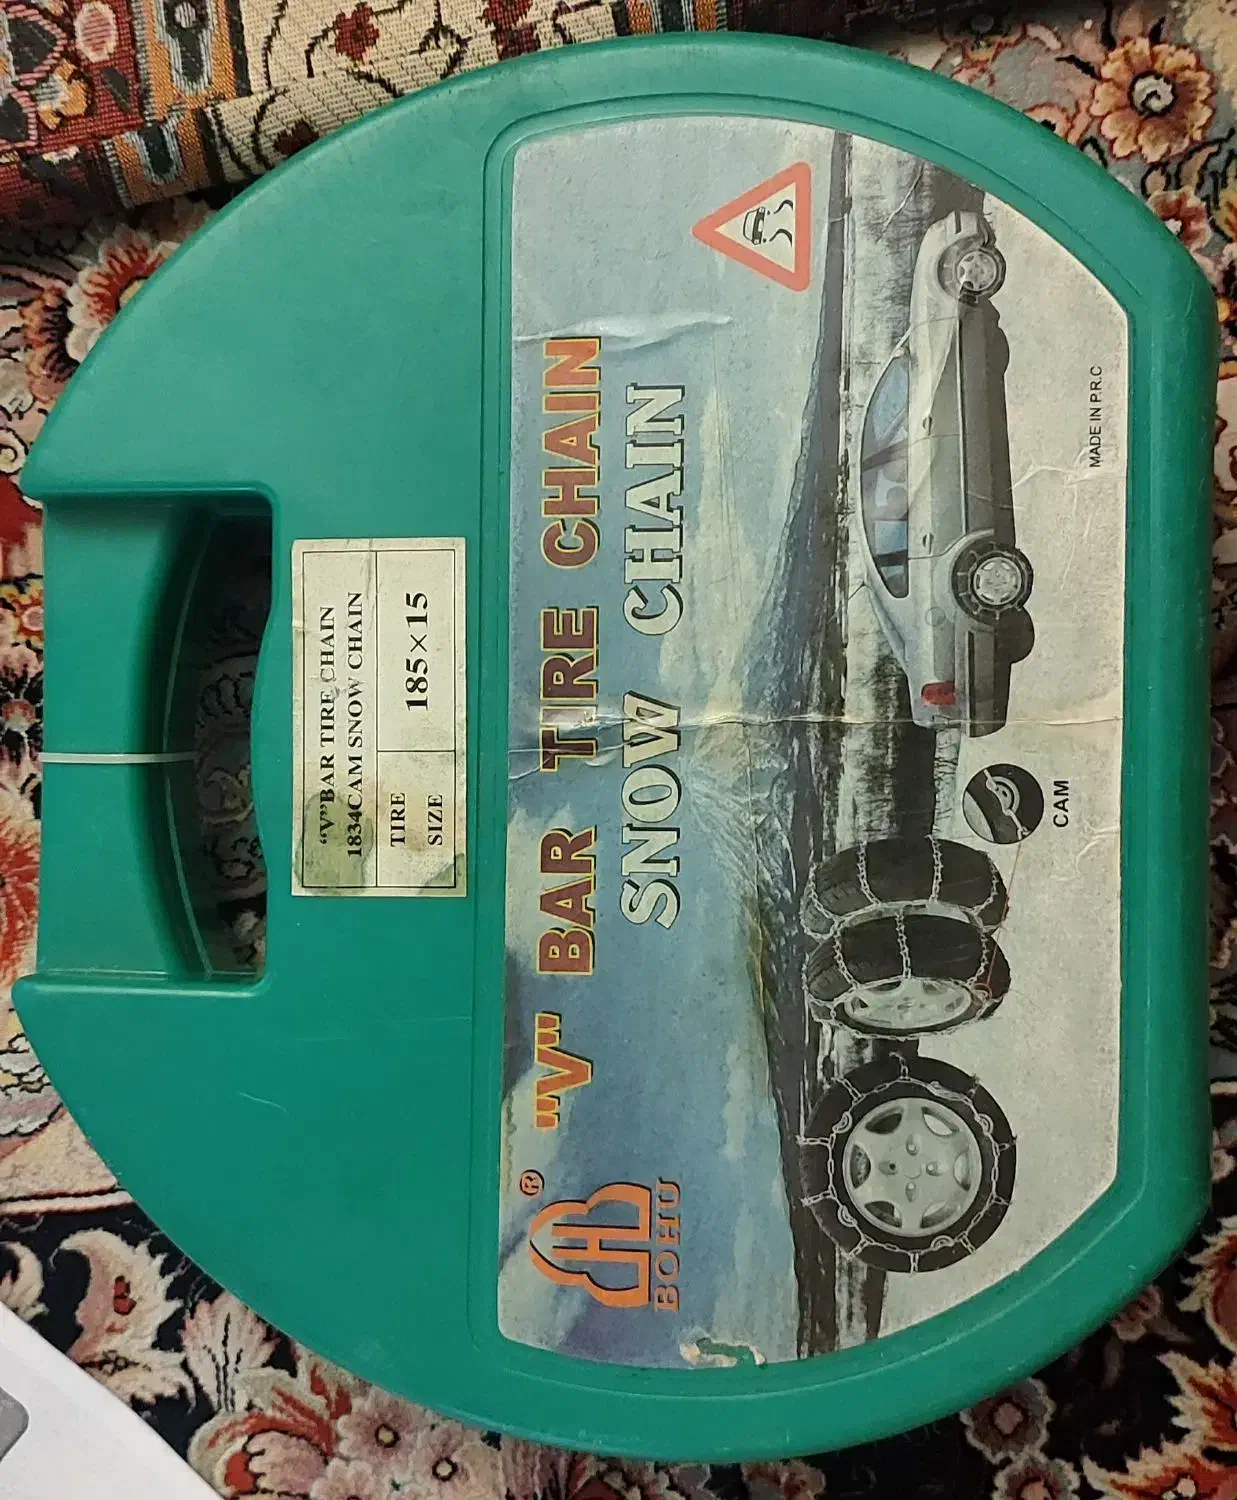 “V”BAR TIRE CHAIN
1834CAM SNOW CHAIN
TIRE
SIZE
185×15
"V" BAR TIRE CHAIN
SNOW CHAIN
®
BOHU
CAM
MADE IN P.R.C